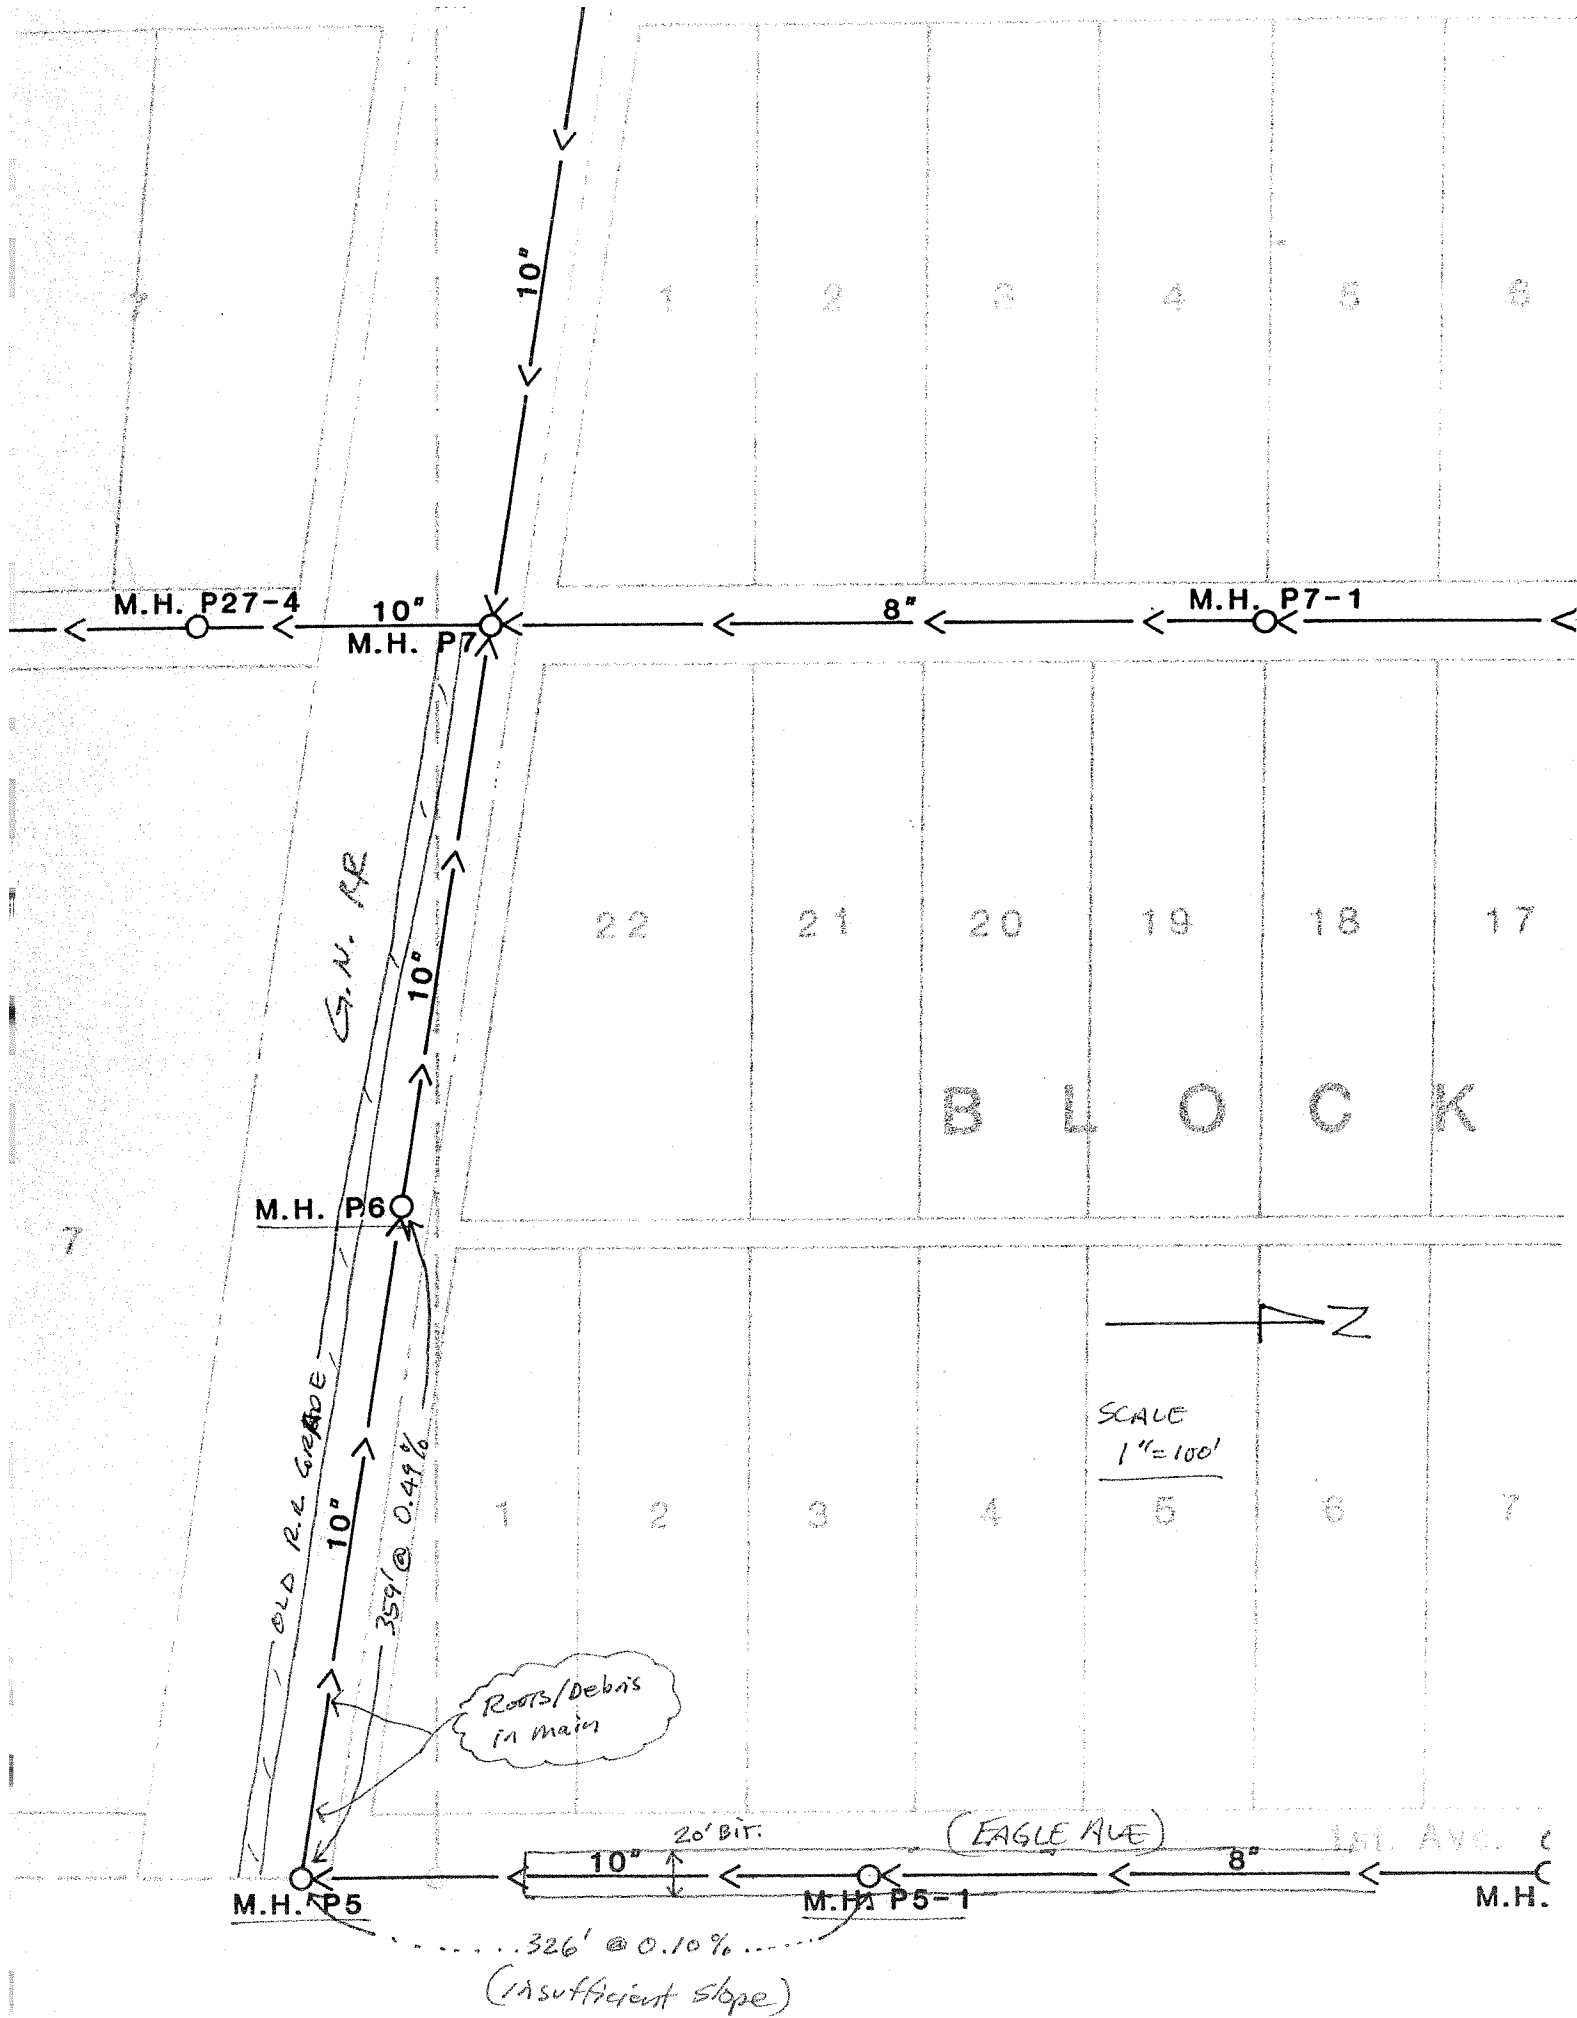 10"
1
2
3
4
5
6
M.H. P27-4
10"
M.H. P7
8"
M.H. P7-1
G.N. RR.
10"
22
21
20
19
18
17
BLOCK
M.H. P6
7
N
SCALE
1"=100'
OLD R.R. GRADE
10"
359' @ 0.49%
1
2
3
4
5
6
7
Roots/Debris
in main
20' BIT.
(EAGLE AVE)
1st. AVE.
10"
8"
M.H. P5
M.H. P5-1
M.H.
326' @ 0.10%
(insufficient slope)